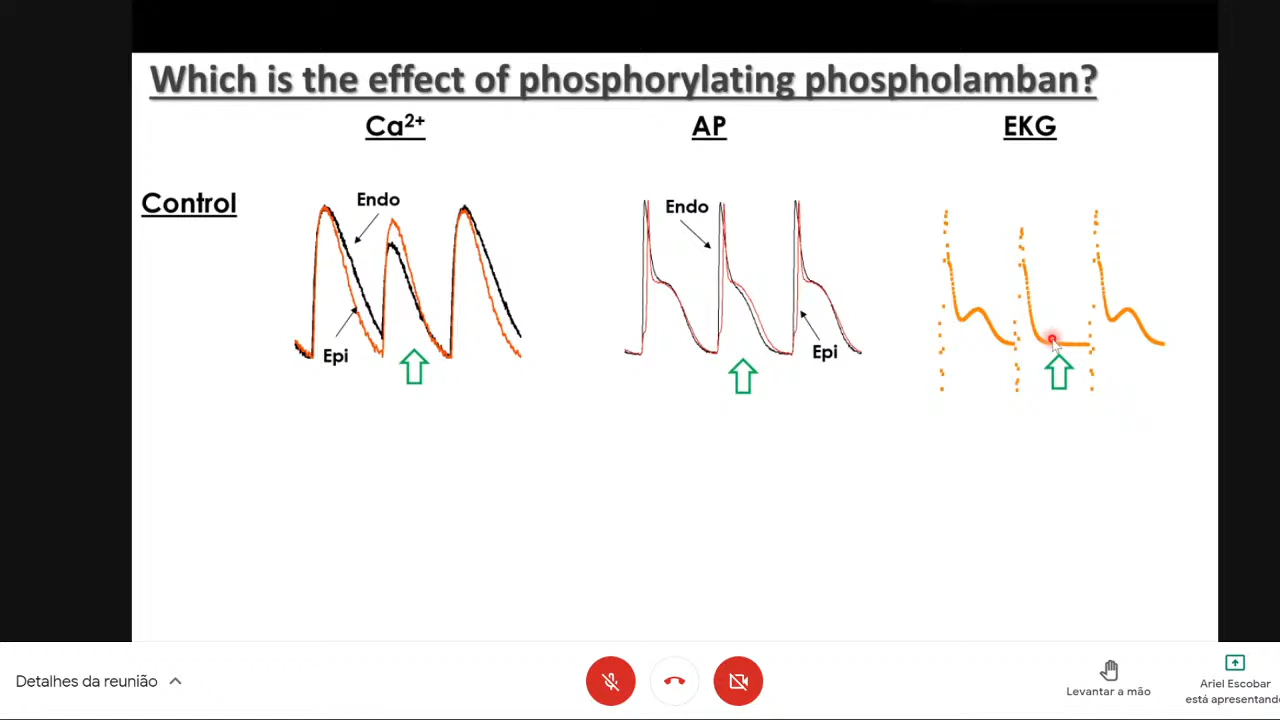 Which is the effect of phosphorylating phospholamban?
Ca²⁺
AP
EKG
Control
Endo
Epi
Endo
Epi
Detalhes da reunião
Levantar a mão
Ariel Escobar
está apresentand